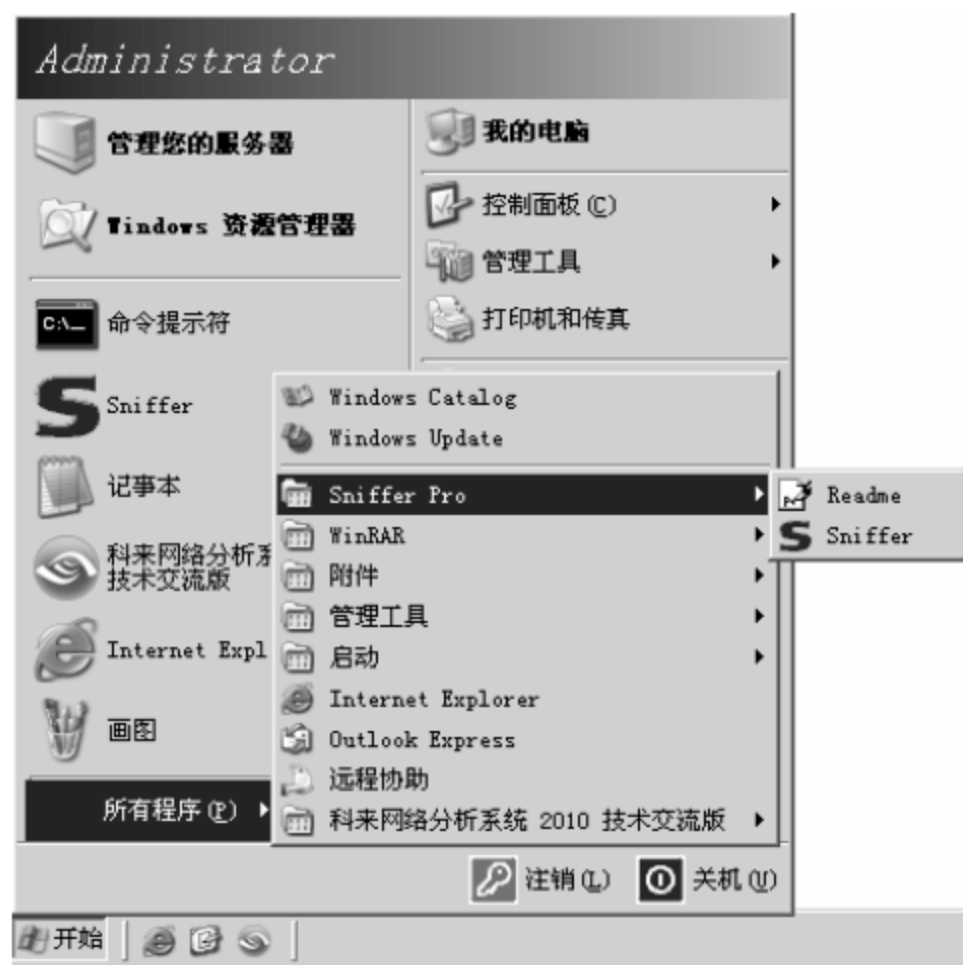 Administrator
管理您的服务器
Windows 资源管理器
命令提示符
Sniffer
记事本
科来网络分析系
技术交流版
Internet Expl
画图
所有程序(P)
我的电脑
控制面板(C)
管理工具
打印机和传真
Windows Catalog
Windows Update
Sniffer Pro
WinRAR
附件
管理工具
启动
Internet Explorer
Outlook Express
远程协助
科来网络分析系统 2010 技术交流版
Readme
Sniffer
注销(L)
关机(U)
开始